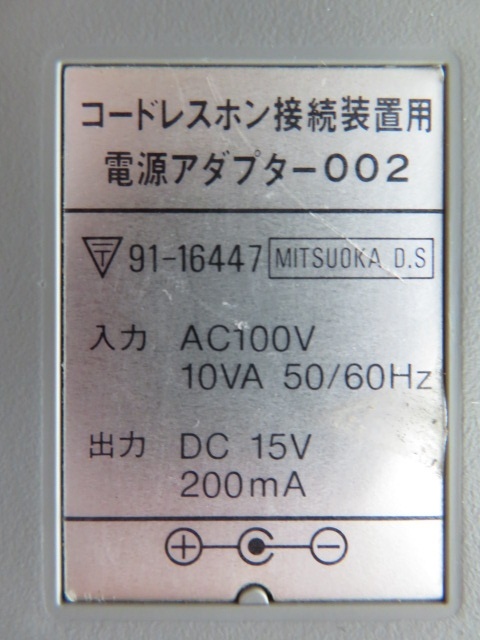 コードレスホン接続装置用
電源アダプター002
〒 91-16447 MITSUOKA D.S
入力 AC100V
10VA 50/60Hz
出力 DC 15V
200mA